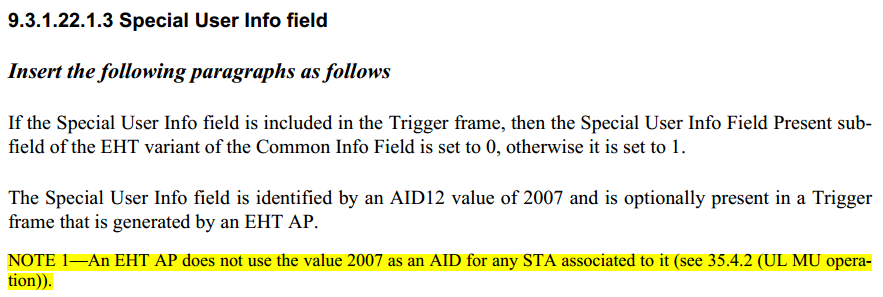 9.3.1.22.1.3 Special User Info field
Insert the following paragraphs as follows
If the Special User Info field is included in the Trigger frame, then the Special User Info Field Present sub-
field of the EHT variant of the Common Info Field is set to 0, otherwise it is set to 1.
The Special User Info field is identified by an AID12 value of 2007 and is optionally present in a Trigger
frame that is generated by an EHT AP.
NOTE 1—An EHT AP does not use the value 2007 as an AID for any STA associated to it (see 35.4.2 (UL MU opera-
tion)).